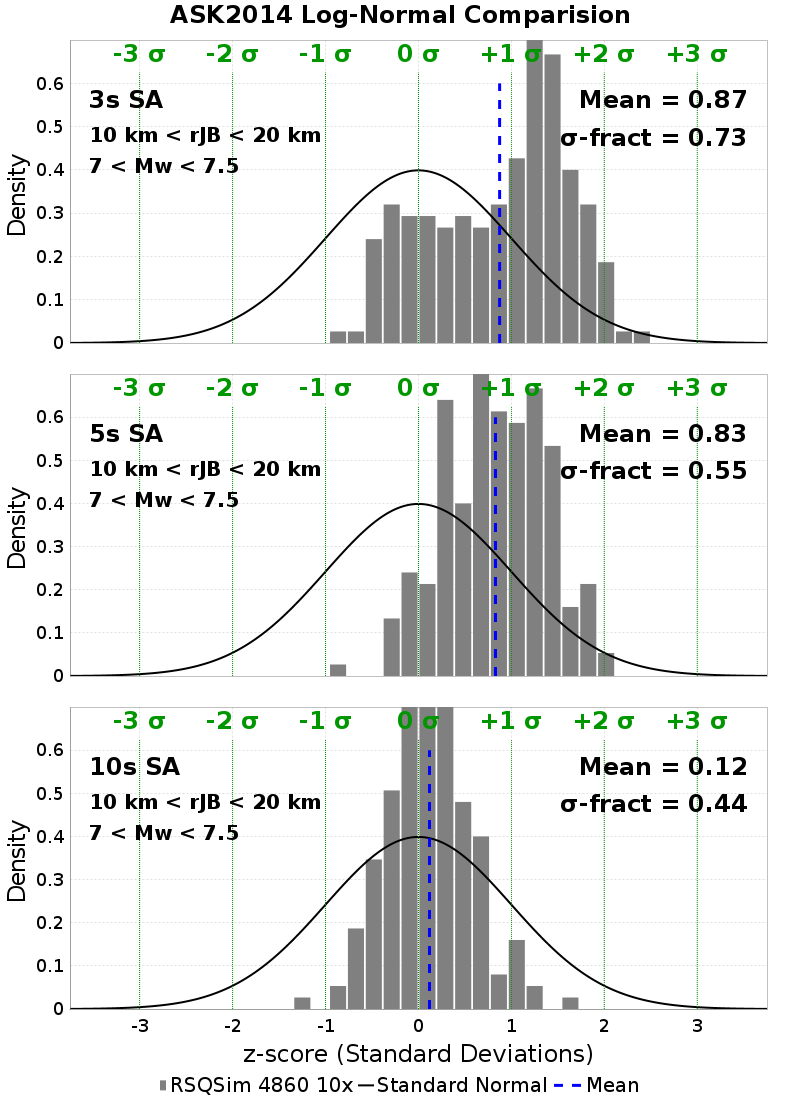 ASK2014 Log-Normal Comparision
-3 σ -2 σ -1 σ 0 σ +1 σ +2 σ +3 σ
0.6
3s SA Mean = 0.87
0.5
10 km < rJB < 20 km σ-fract = 0.73
7 < Mw < 7.5
0.4
Density
0.3
0.2
0.1
0
-3 σ -2 σ -1 σ 0 σ +1 σ +2 σ +3 σ
0.6
5s SA Mean = 0.83
0.5
10 km < rJB < 20 km σ-fract = 0.55
7 < Mw < 7.5
0.4
Density
0.3
0.2
0.1
0
-3 σ -2 σ -1 σ 0 σ +1 σ +2 σ +3 σ
0.6
10s SA Mean = 0.12
0.5
10 km < rJB < 20 km σ-fract = 0.44
7 < Mw < 7.5
0.4
Density
0.3
0.2
0.1
0
-3 -2 -1 0 1 2 3
z-score (Standard Deviations)
RSQSim 4860 10x Standard Normal Mean